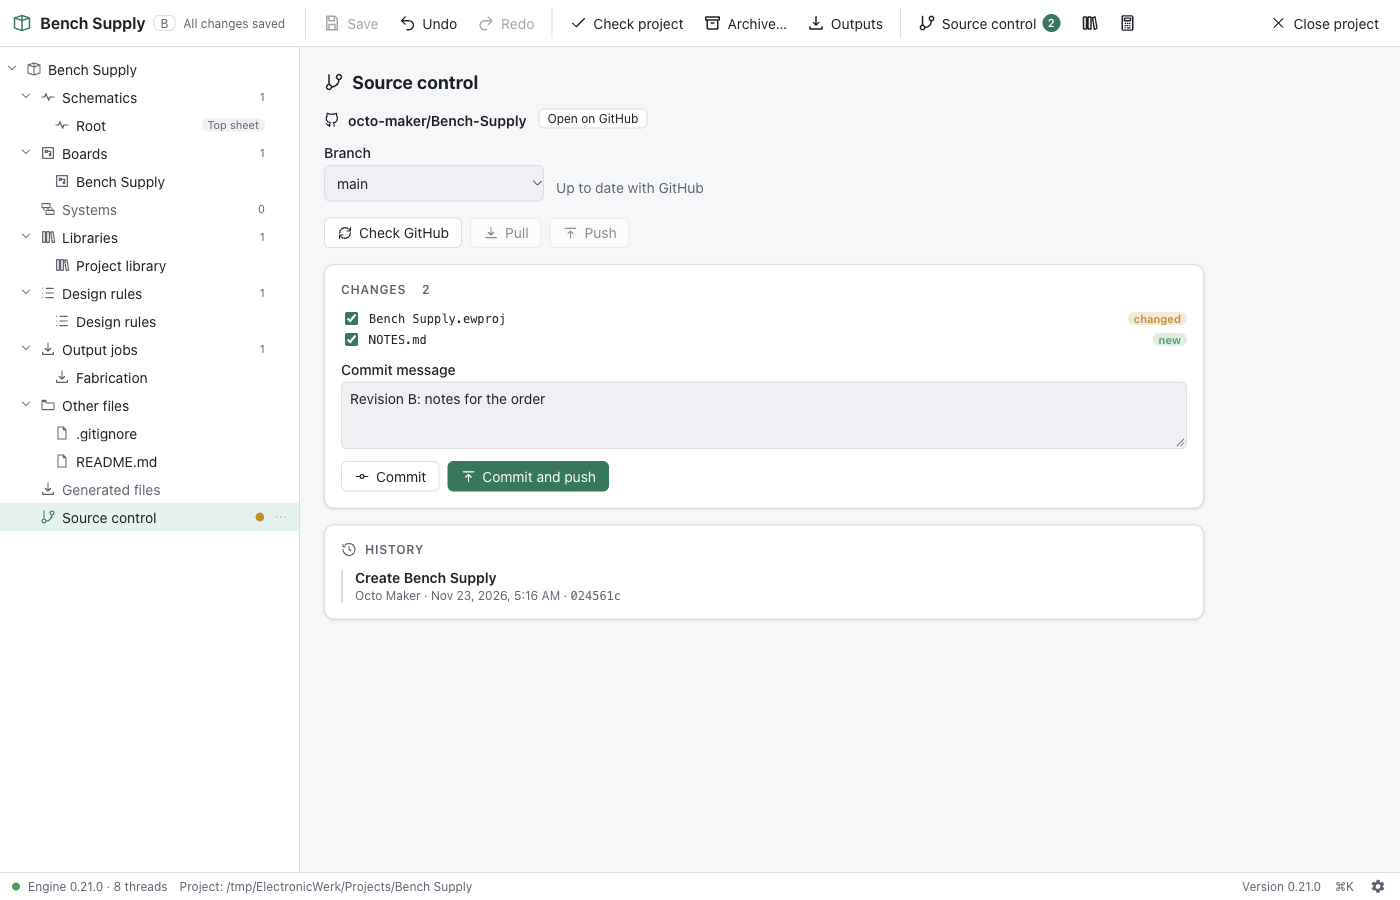 Bench Supply B All changes saved
Save Undo Redo Check project Archive... Outputs Source control 2 Close project
Bench Supply
Schematics 1
Root Top sheet
Boards 1
Bench Supply
Systems 0
Libraries 1
Project library
Design rules 1
Design rules
Output jobs 1
Fabrication
Other files
.gitignore
README.md
Generated files
Source control
Source control
octo-maker/Bench-Supply Open on GitHub
Branch
main Up to date with GitHub
Check GitHub Pull Push
CHANGES 2
Bench Supply.ewproj changed
NOTES.md new
Commit message
Revision B: notes for the order
Commit Commit and push
HISTORY
Create Bench Supply
Octo Maker · Nov 23, 2026, 5:16 AM · 024561c
Engine 0.21.0 · 8 threads Project: /tmp/ElectronicWerk/Projects/Bench Supply Version 0.21.0 ⌘K